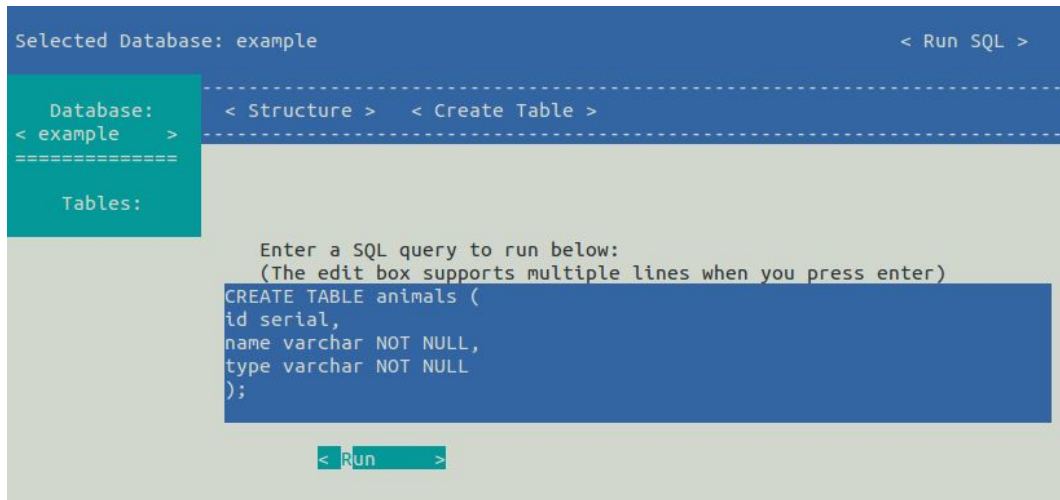 Selected Database: example < Run SQL >
Database:
< example >
==============
Tables:
< Structure > < Create Table >
Enter a SQL query to run below:
(The edit box supports multiple lines when you press enter)
CREATE TABLE animals (
id serial,
name varchar NOT NULL,
type varchar NOT NULL
);
< Run >